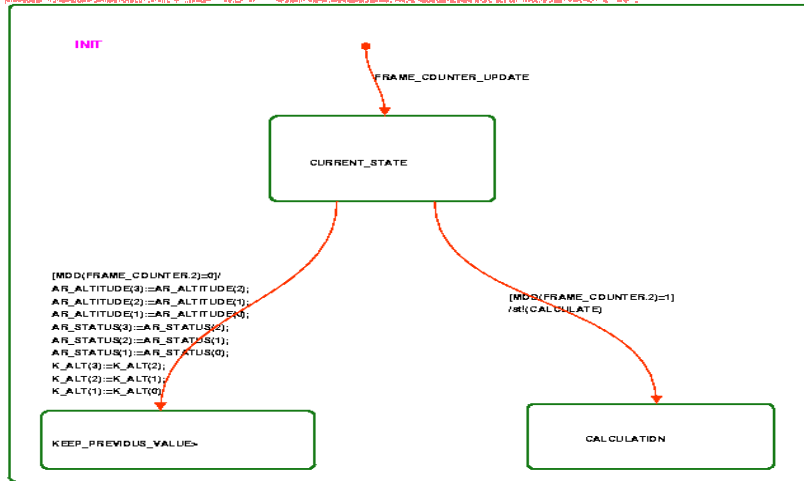 INIT
FRAME_COUNTER_UPDATE
CURRENT_STATE
[MOD(FRAME_COUNTER.2)=0]/
AR_ALTITUDE(3):=AR_ALTITUDE(2);
AR_ALTITUDE(2):=AR_ALTITUDE(1);
AR_ALTITUDE(1):=AR_ALTITUDE(0);
AR_STATUS(3):=AR_STATUS(2);
AR_STATUS(2):=AR_STATUS(1);
AR_STATUS(1):=AR_STATUS(0);
K_ALT(3):=K_ALT(2);
K_ALT(2):=K_ALT(1);
K_ALT(1):=K_ALT(0)
[MOD(FRAME_COUNTER.2)=1]
/st!(CALCULATE)
KEEP_PREVIOUS_VALUE>
CALCULATION